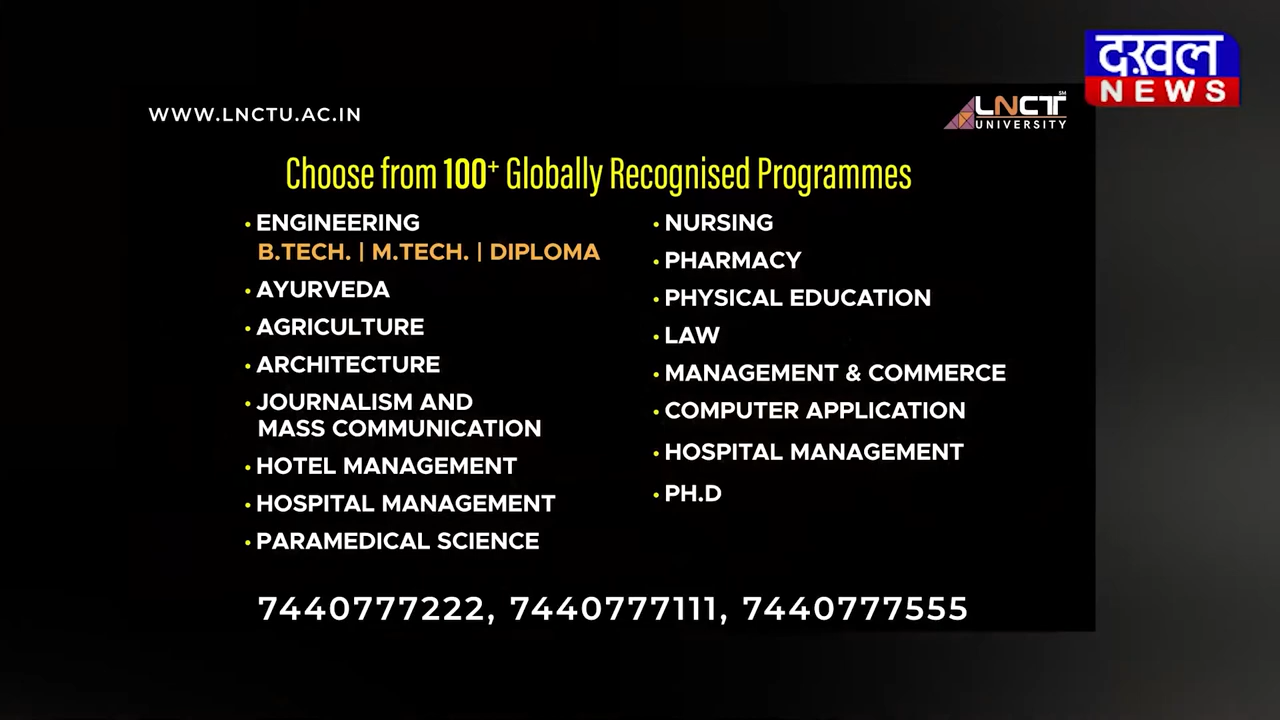 दख़ल
NEWS
WWW.LNCTU.AC.IN
LNCT SM
UNIVERSITY
Choose from 100+ Globally Recognised Programmes
• ENGINEERING
B.TECH. | M.TECH. | DIPLOMA
• AYURVEDA
• AGRICULTURE
• ARCHITECTURE
• JOURNALISM AND
MASS COMMUNICATION
• HOTEL MANAGEMENT
• HOSPITAL MANAGEMENT
• PARAMEDICAL SCIENCE
• NURSING
• PHARMACY
• PHYSICAL EDUCATION
• LAW
• MANAGEMENT & COMMERCE
• COMPUTER APPLICATION
• HOSPITAL MANAGEMENT
• PH.D
7440777222, 7440777111, 7440777555